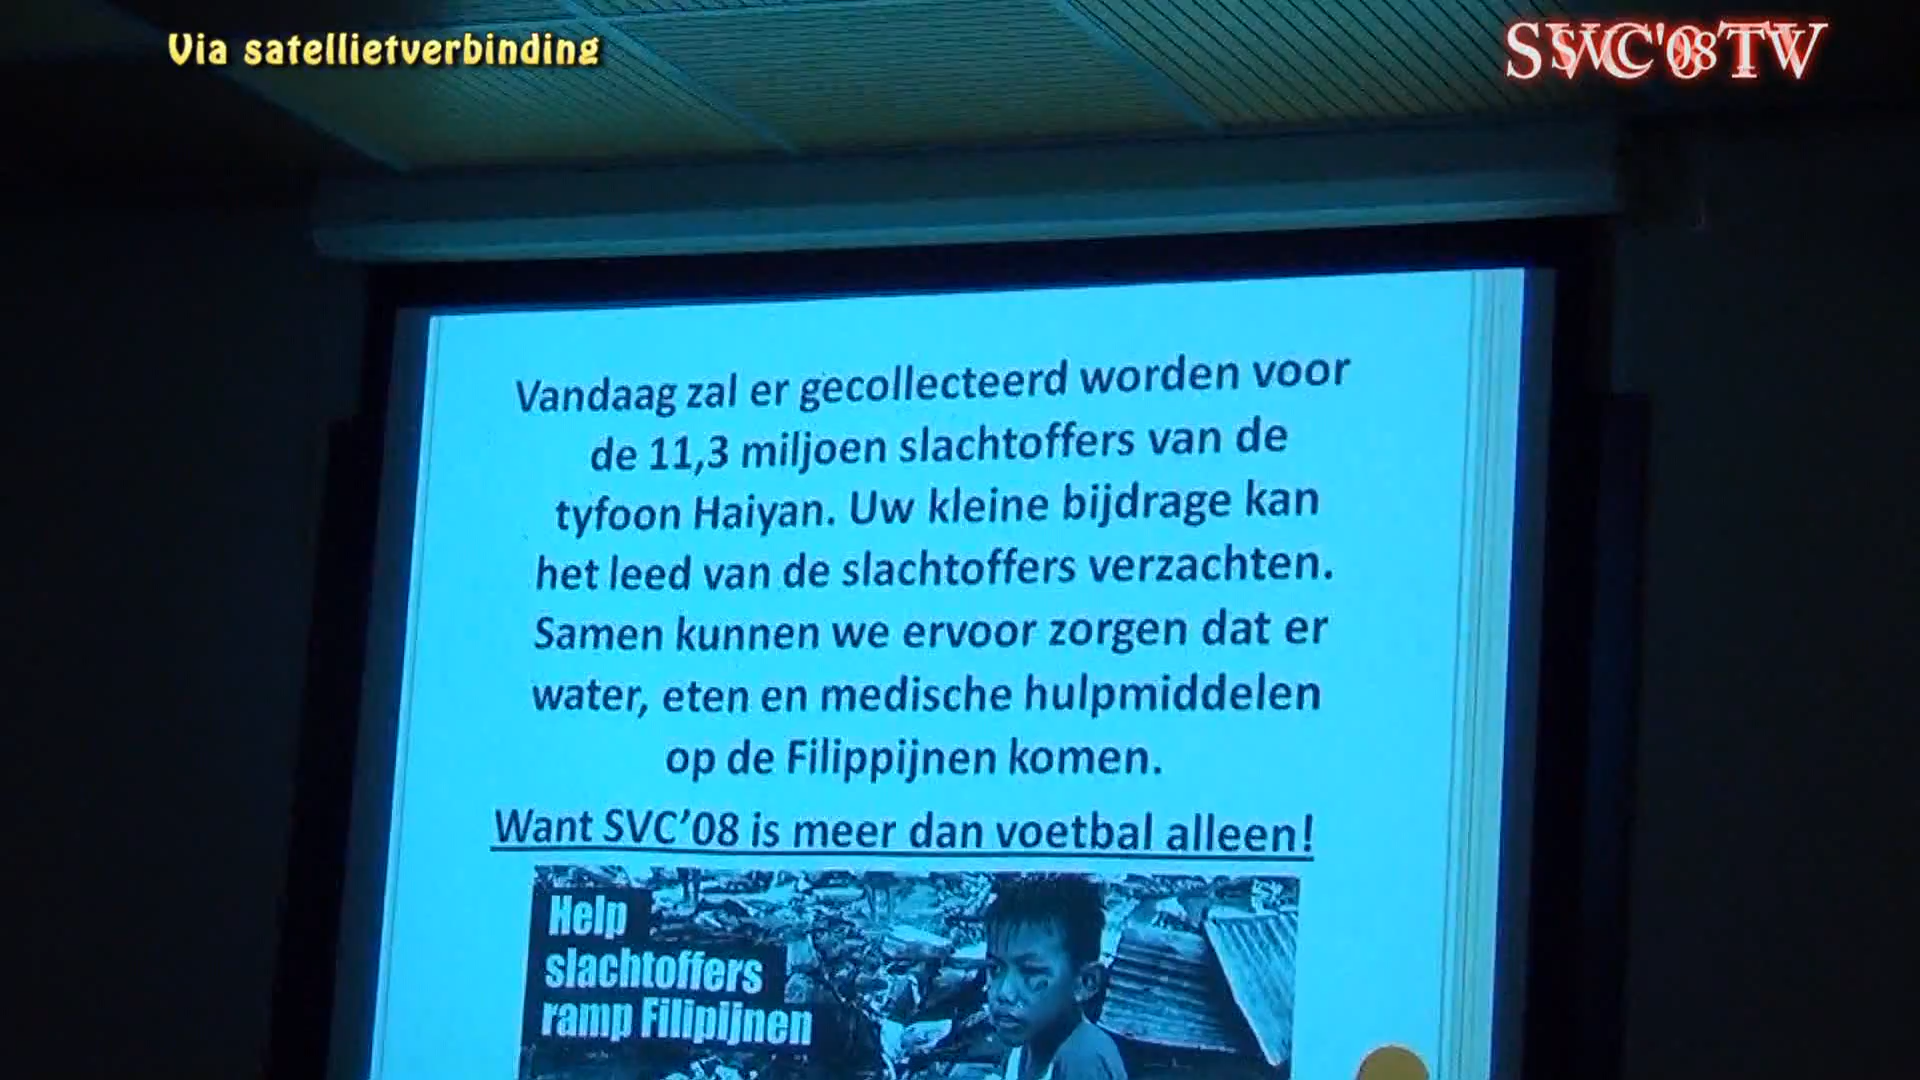 Via satellietverbinding
SVC'08 TV
Vandaag zal er gecollecteerd worden voor
de 11,3 miljoen slachtoffers van de
tyfoon Haiyan. Uw kleine bijdrage kan
het leed van de slachtoffers verzachten.
Samen kunnen we ervoor zorgen dat er
water, eten en medische hulpmiddelen
op de Filippijnen komen.
Want SVC’08 is meer dan voetbal alleen!
Help
slachtoffers
ramp Filipijnen